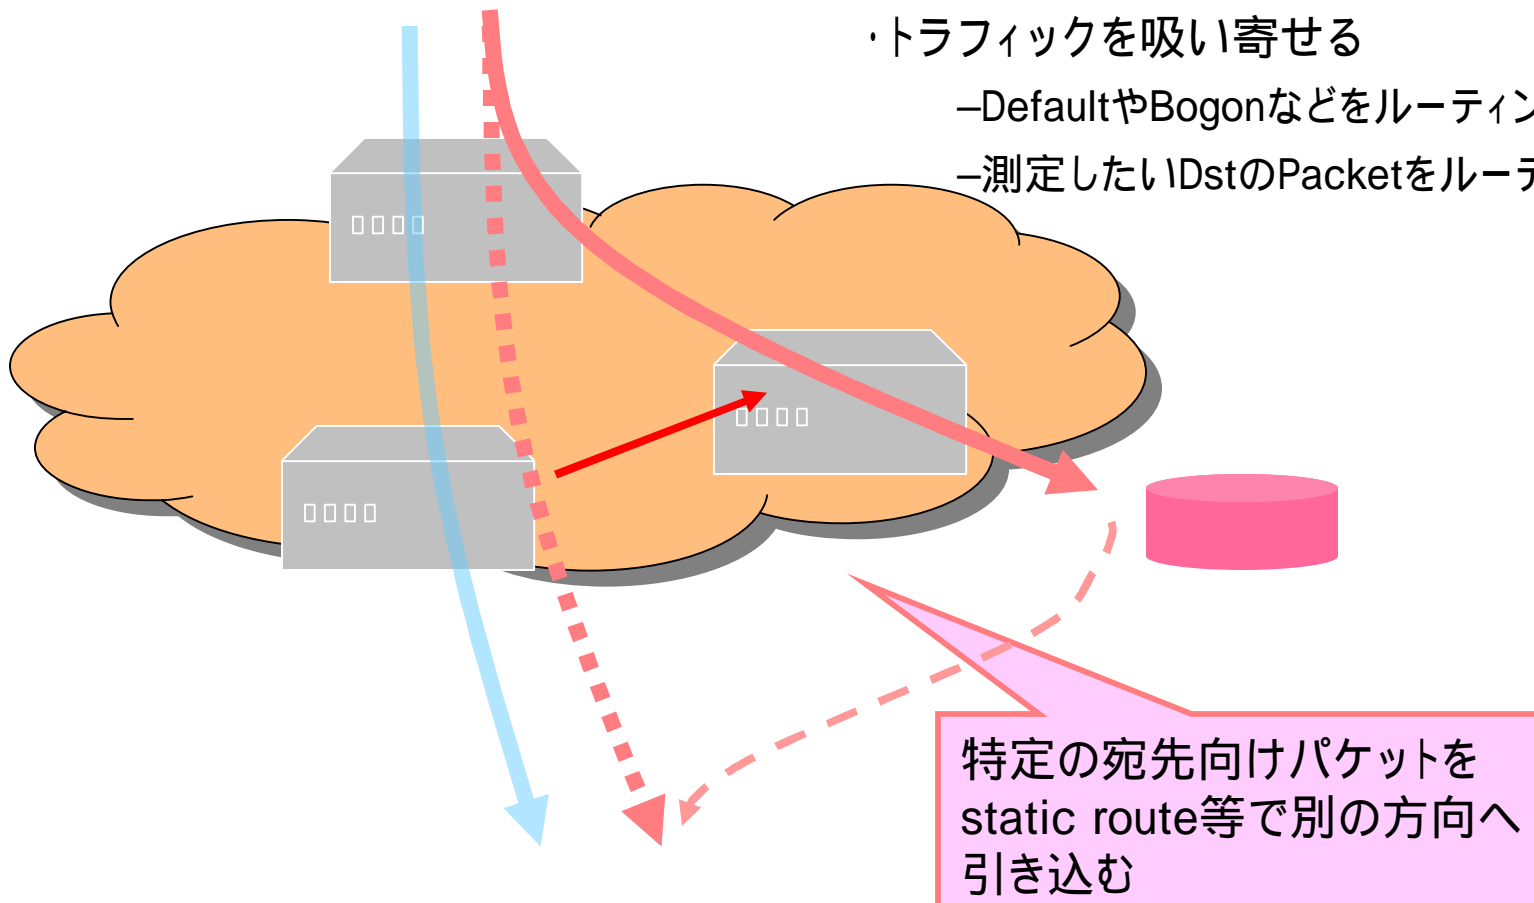 ・トラフィックを吸い寄せる
–DefaultやBogonなどをルーティン
–測定したいDstのPacketをルーテ
特定の宛先向けパケットを
static route等で別の方向へ
引き込む